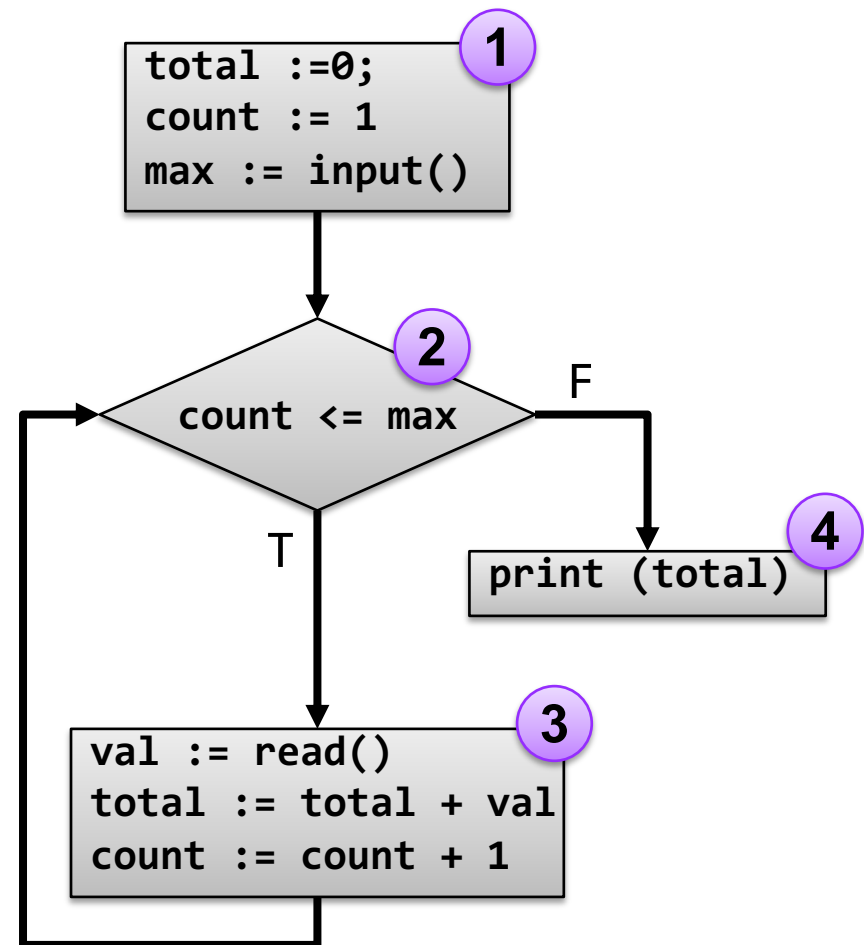 1
total :=0;
count := 1
max := input()
2
count <= max
F
T
4
print (total)
3
val := read()
total := total + val
count := count + 1